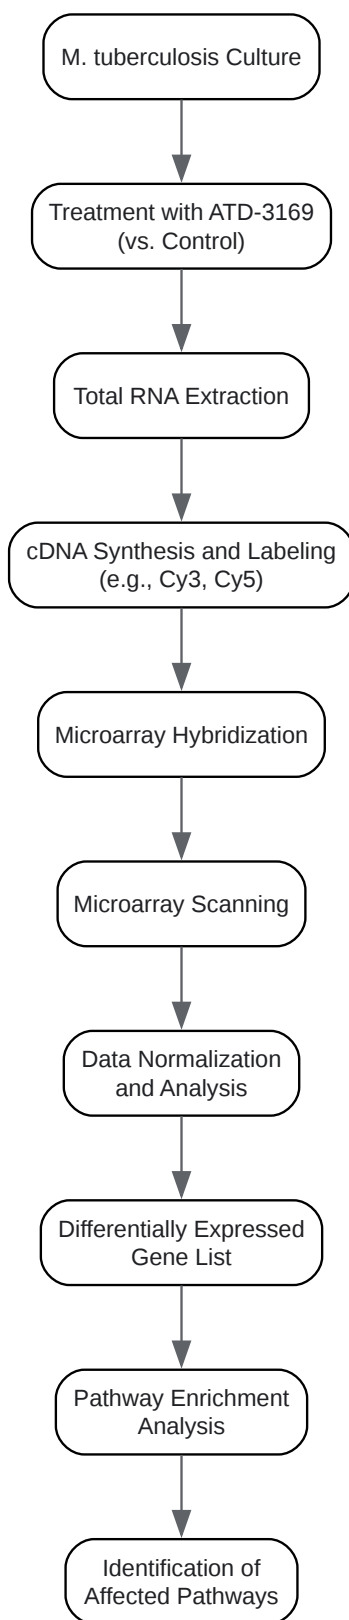 M. tuberculosis Culture
Treatment with ATD-3169
(vs. Control)
Total RNA Extraction
cDNA Synthesis and Labeling
(e.g., Cy3, Cy5)
Microarray Hybridization
Microarray Scanning
Data Normalization
and Analysis
Differentially Expressed
Gene List
Pathway Enrichment
Analysis
Identification of
Affected Pathways